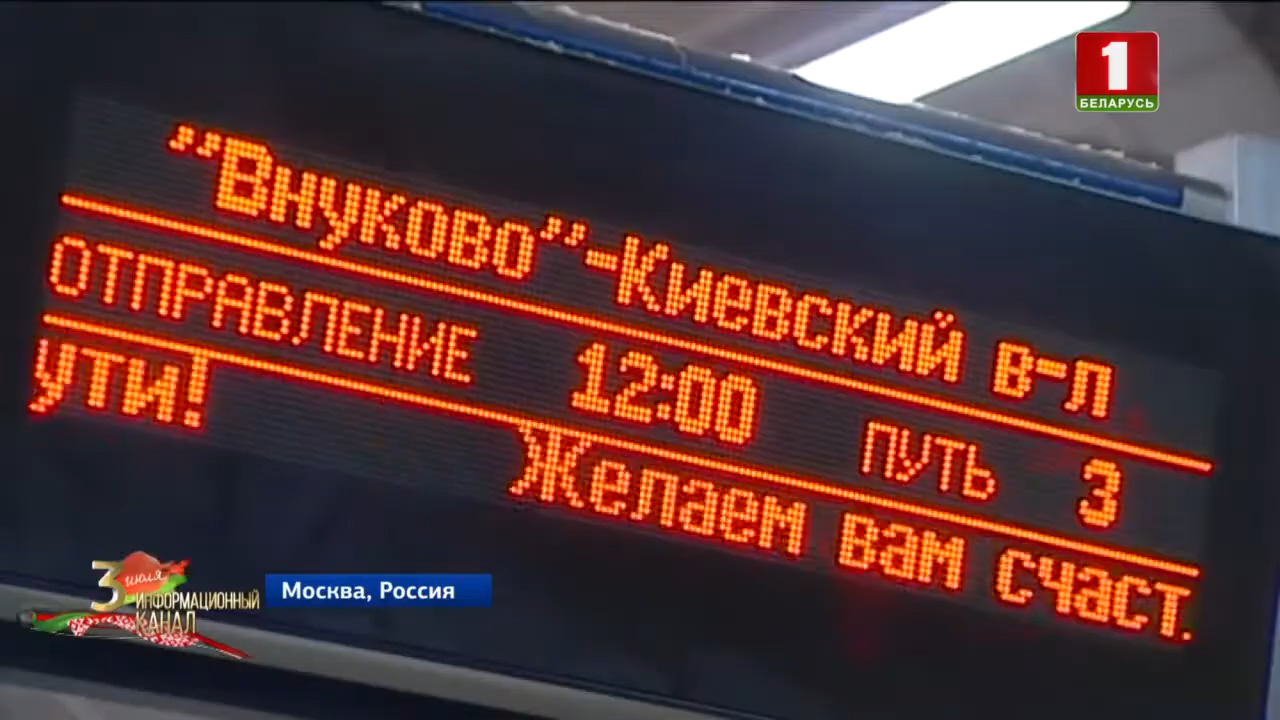 1
БЕЛАРУСЬ
”Внуково”-Киевский в-л
ОТПРАВЛЕНИЕ 12:00 ПУТЬ 3
ути! Желаем вам счаст.
3 июля
ИНФОРМАЦИОННЫЙ
КАНАЛ
Москва, Россия